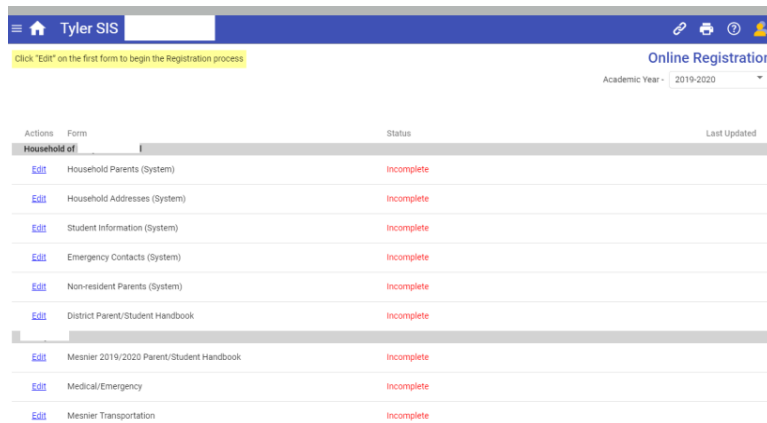 Tyler SIS
Click "Edit" on the first form to begin the Registration process
Online Registration
Academic Year - 2019-2020
Actions Form Status Last Updated
Household of
Edit Household Parents (System) Incomplete
Edit Household Addresses (System) Incomplete
Edit Student Information (System) Incomplete
Edit Emergency Contacts (System) Incomplete
Edit Non-resident Parents (System) Incomplete
Edit District Parent/Student Handbook Incomplete
Edit Mesnier 2019/2020 Parent/Student Handbook Incomplete
Edit Medical/Emergency Incomplete
Edit Mesnier Transportation Incomplete